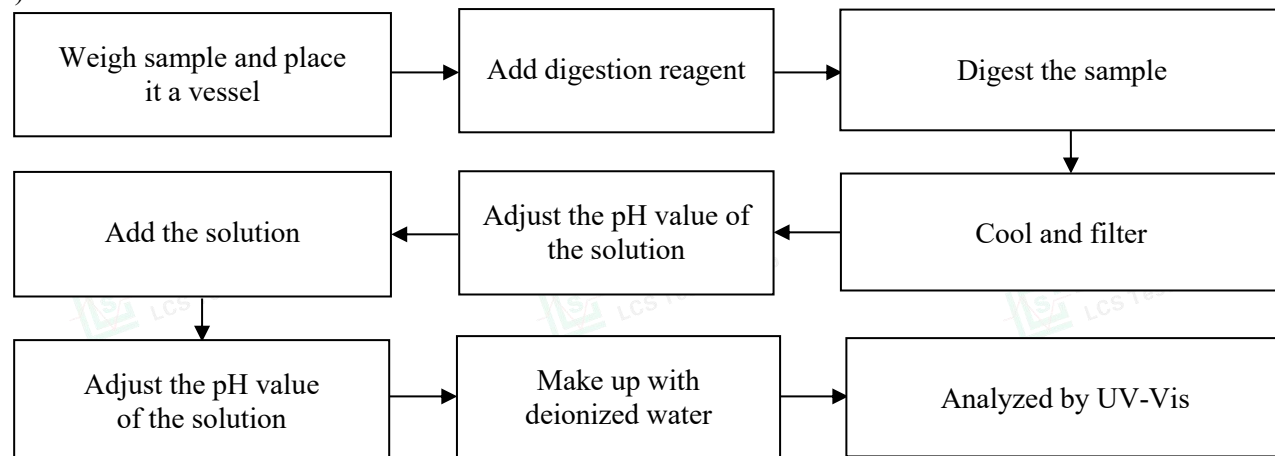 Weigh sample and place
it a vessel
Add digestion reagent
Digest the sample
Cool and filter
Adjust the pH value of
the solution
Add the solution
Adjust the pH value
of the solution
Make up with
deionized water
Analyzed by UV-Vis